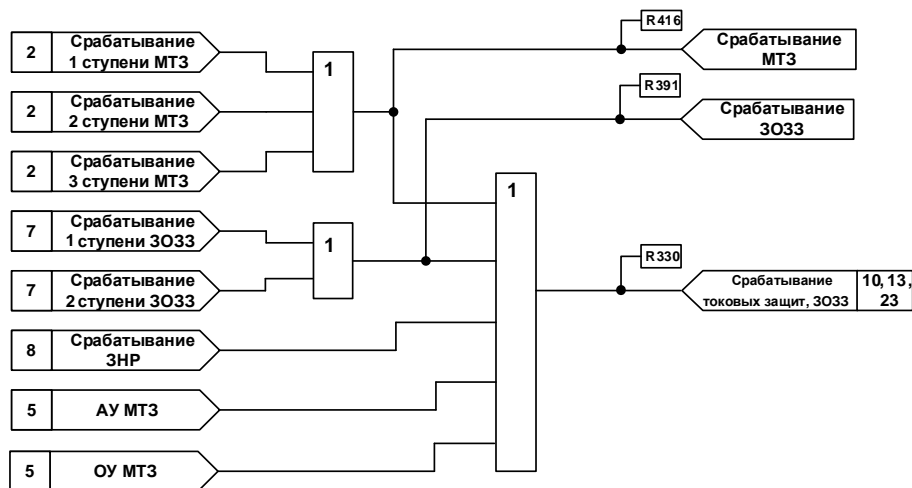 R416
2
Срабатывание
1 ступени МТЗ
1
Срабатывание
МТЗ
R391
2
Срабатывание
2 ступени МТЗ
Срабатывание
ЗОЗЗ
2
Срабатывание
3 ступени МТЗ
1
7
Срабатывание
1 ступени ЗОЗЗ
1
R330
7
Срабатывание
2 ступени ЗОЗЗ
Срабатывание
токовых защит, ЗОЗЗ
10, 13,
23
8
Срабатывание
ЗНР
5
АУ МТЗ
5
ОУ МТЗ